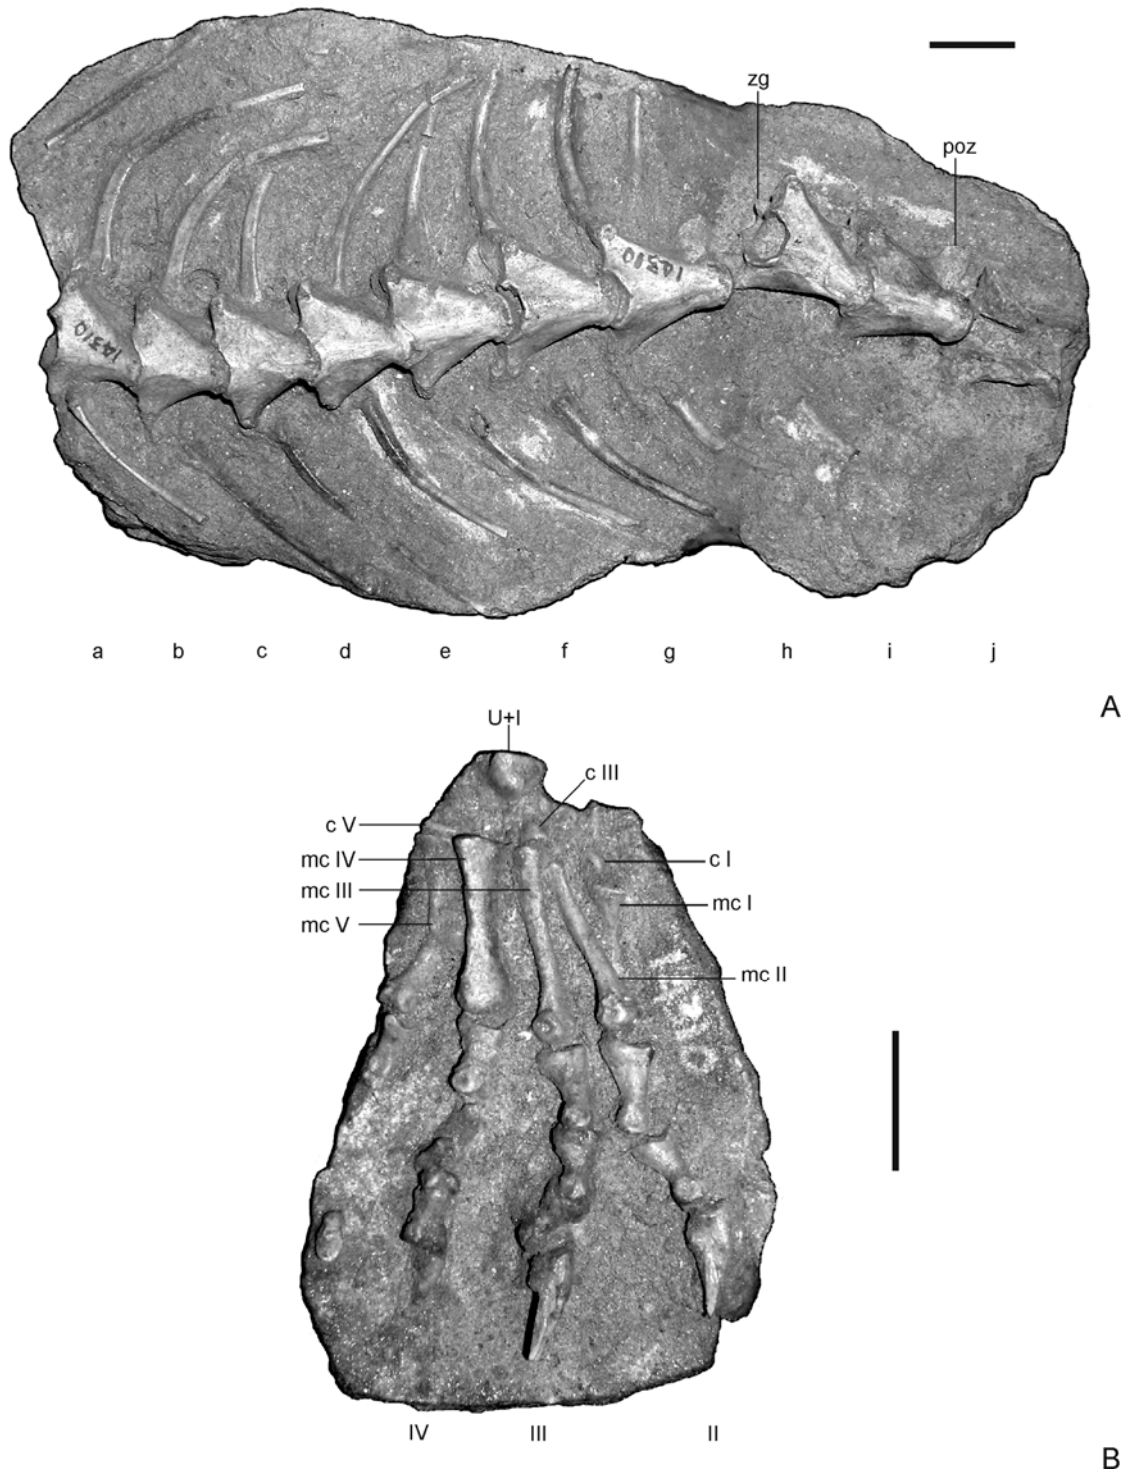 zg
poz
14310
14310
a b c d e f g h i j
A
U+I
c III
c V
mc IV
c I
mc III
mc I
mc V
mc II
IV III II
B